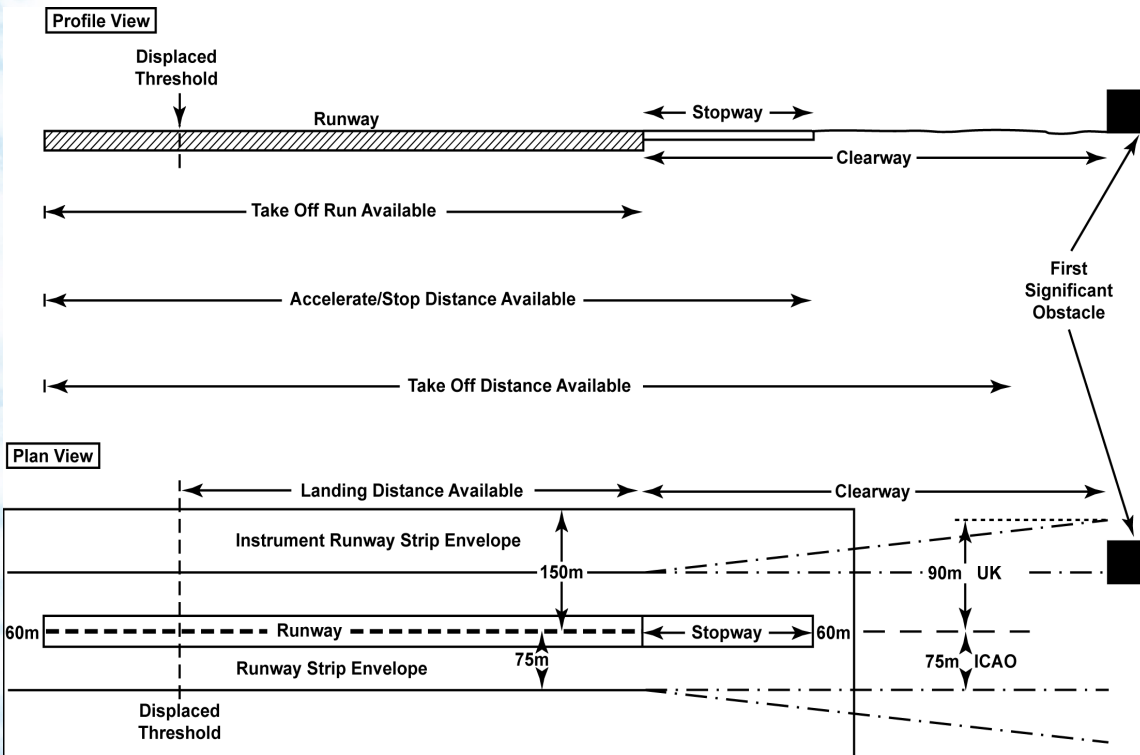 Profile View
Displaced
Threshold
Runway
Stopway
Clearway
Take Off Run Available
First
Significant
Obstacle
Accelerate/Stop Distance Available
Take Off Distance Available
Plan View
Landing Distance Available
Clearway
Instrument Runway Strip Envelope
150m
90m UK
60m
Runway
Stopway
60m
75m
75m ICAO
Runway Strip Envelope
Displaced
Threshold